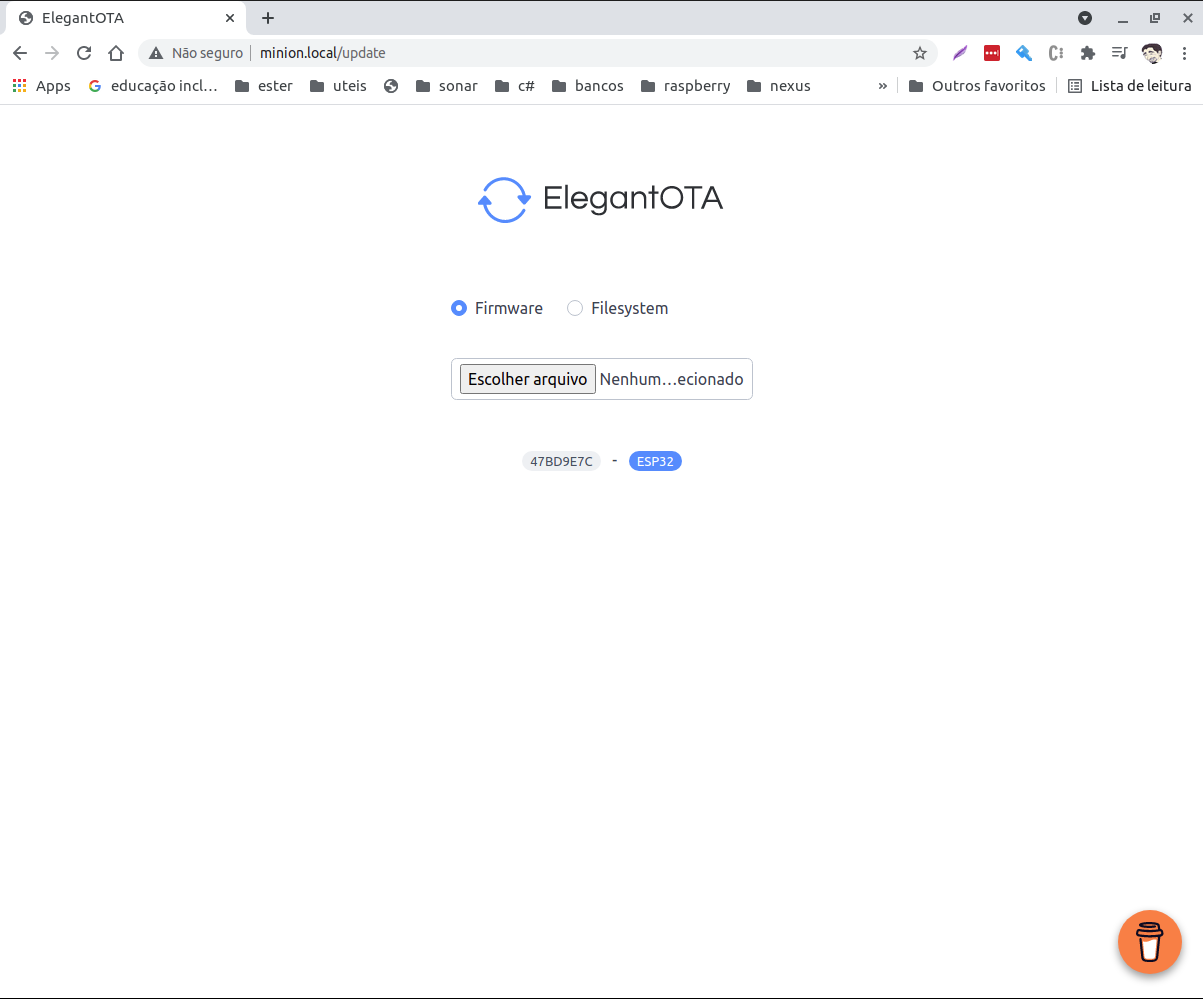 ElegantOTA
Não seguro | minion.local/update
Apps educação incl... ester uteis sonar c# bancos raspberry nexus » Outros favoritos Lista de leitura
ElegantOTA
Firmware Filesystem
Escolher arquivo Nenhum...ecionado
47BD9E7C - ESP32